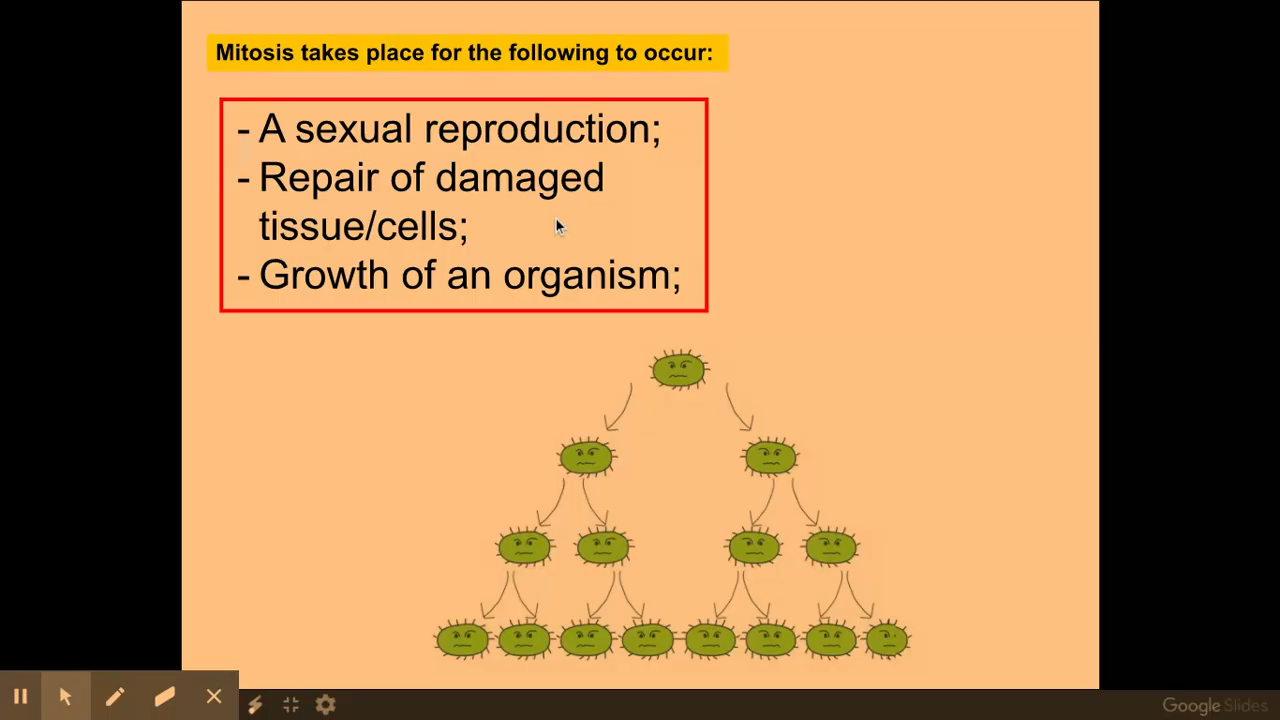 Mitosis takes place for the following to occur:
- A sexual reproduction;
- Repair of damaged
tissue/cells;
- Growth of an organism;
Google Slides